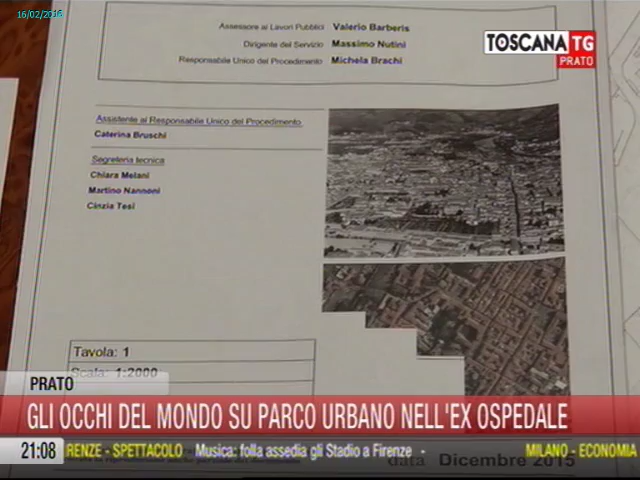 16/02/2016
Assessore ai Lavori Pubblici Valerio Barberis
Dirigente del Servizio Massimo Nutini
Responsabile Unico del Procedimento Michela Brachi
TOSCANA TG
PRATO
Assistente al Responsabile Unico del Procedimento
Caterina Bruschi
Segreteria tecnica
Chiara Melani
Martino Nannoni
Cinzia Tesi
Tavola: 1
Scala: 1:2000
PRATO
GLI OCCHI DEL MONDO SU PARCO URBANO NELL'EX OSPEDALE
21:08 RENZE - SPETTACOLO Musica: folla assedia gli Stadio a Firenze - MILANO - ECONOMIA
data Dicembre 2015